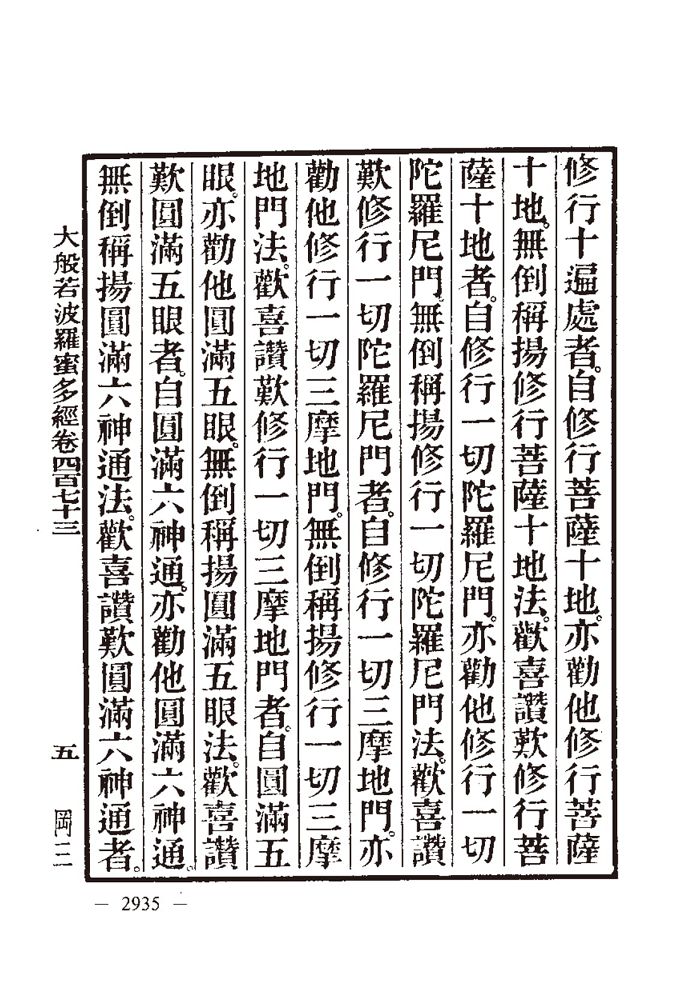 修行十遍處者。自修行菩薩十地。亦勸他修行菩薩
十地。無倒稱揚修行菩薩十地法。歡喜讚歎修行菩
薩十地者。自修行一切陀羅尼門。亦勸他修行一切
陀羅尼門。無倒稱揚修行一切陀羅尼門法。歡喜讚
歎修行一切陀羅尼門者。自修行一切三摩地門。亦
勸他修行一切三摩地門。無倒稱揚修行一切三摩
地門法。歡喜讚歎修行一切三摩地門者。自圓滿五
眼。亦勸他圓滿五眼。無倒稱揚圓滿五眼法。歡喜讚
歎圓滿五眼者。自圓滿六神通。亦勸他圓滿六神通。
無倒稱揚圓滿六神通法。歡喜讚歎圓滿六神通者。
大般若波羅蜜多經卷四百七十三 五 岡三
— 2935 —